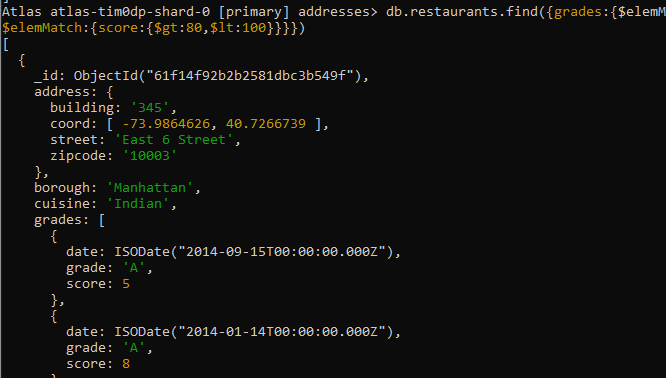 Atlas atlas-tim0dp-shard-0 [primary] addresses> db.restaurants.find({grades:{$elemM
$elemMatch:{score:{$gt:80,$lt:100}}}})
[
  {
    _id: ObjectId("61f14f92b2b2581dbc3b549f"),
    address: {
      building: '345',
      coord: [ -73.9864626, 40.7266739 ],
      street: 'East 6 Street',
      zipcode: '10003'
    },
    borough: 'Manhattan',
    cuisine: 'Indian',
    grades: [
      {
        date: ISODate("2014-09-15T00:00:00.000Z"),
        grade: 'A',
        score: 5
      },
      {
        date: ISODate("2014-01-14T00:00:00.000Z"),
        grade: 'A',
        score: 8